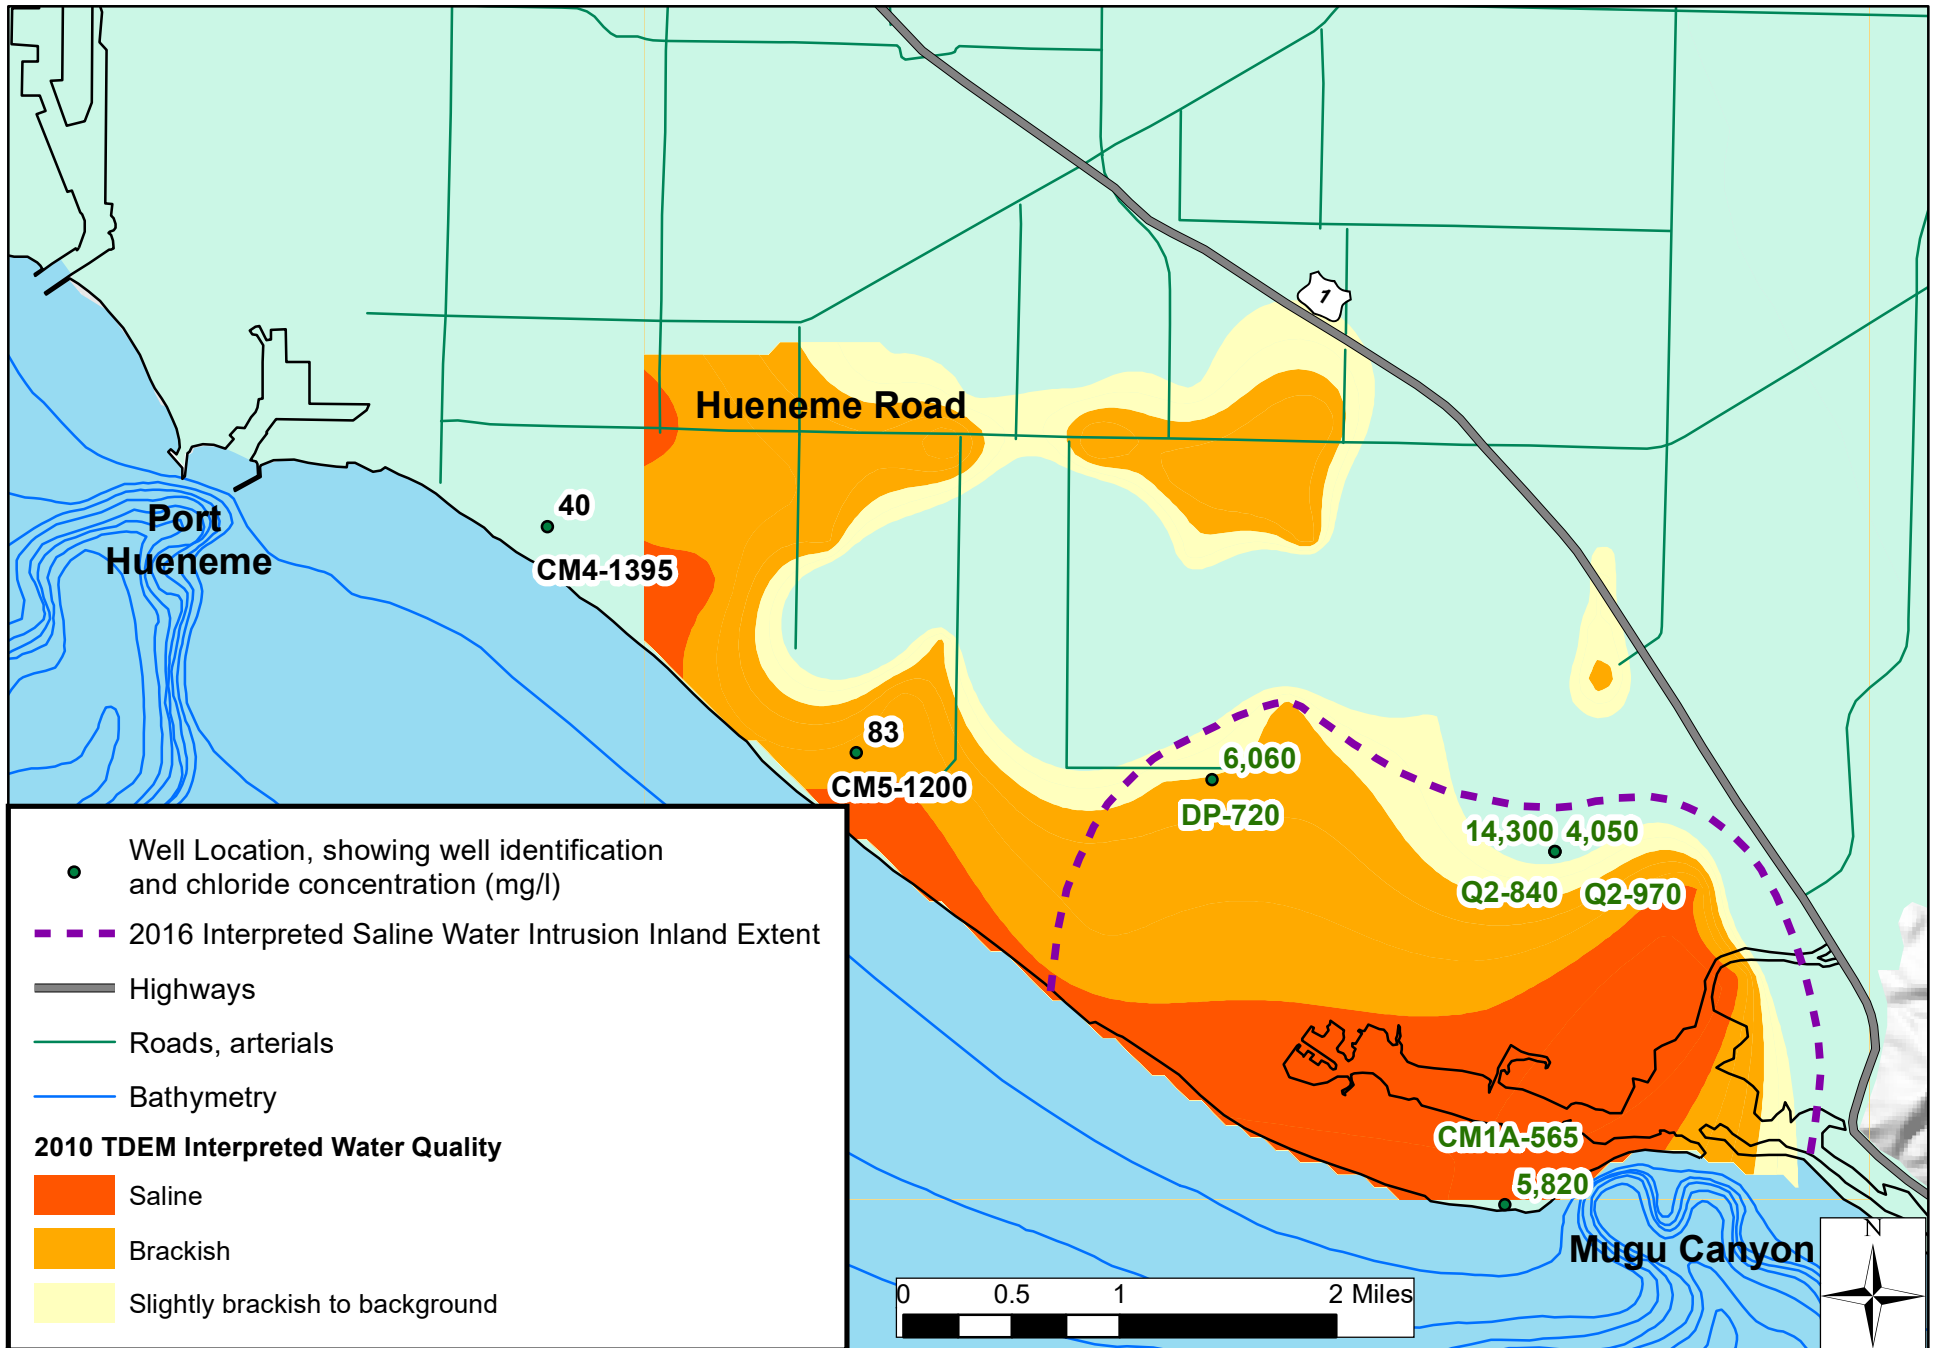 1
Hueneme Road
40
CM4-1395
Port
Hueneme
83
CM5-1200
6,060
DP-720
14,300 4,050
Q2-840 Q2-970
CM1A-565
5,820
Mugu Canyon
Well Location, showing well identification
and chloride concentration (mg/l)
2016 Interpreted Saline Water Intrusion Inland Extent
Highways
Roads, arterials
Bathymetry
2010 TDEM Interpreted Water Quality
Saline
Brackish
Slightly brackish to background
0 0.5 1 2 Miles
N